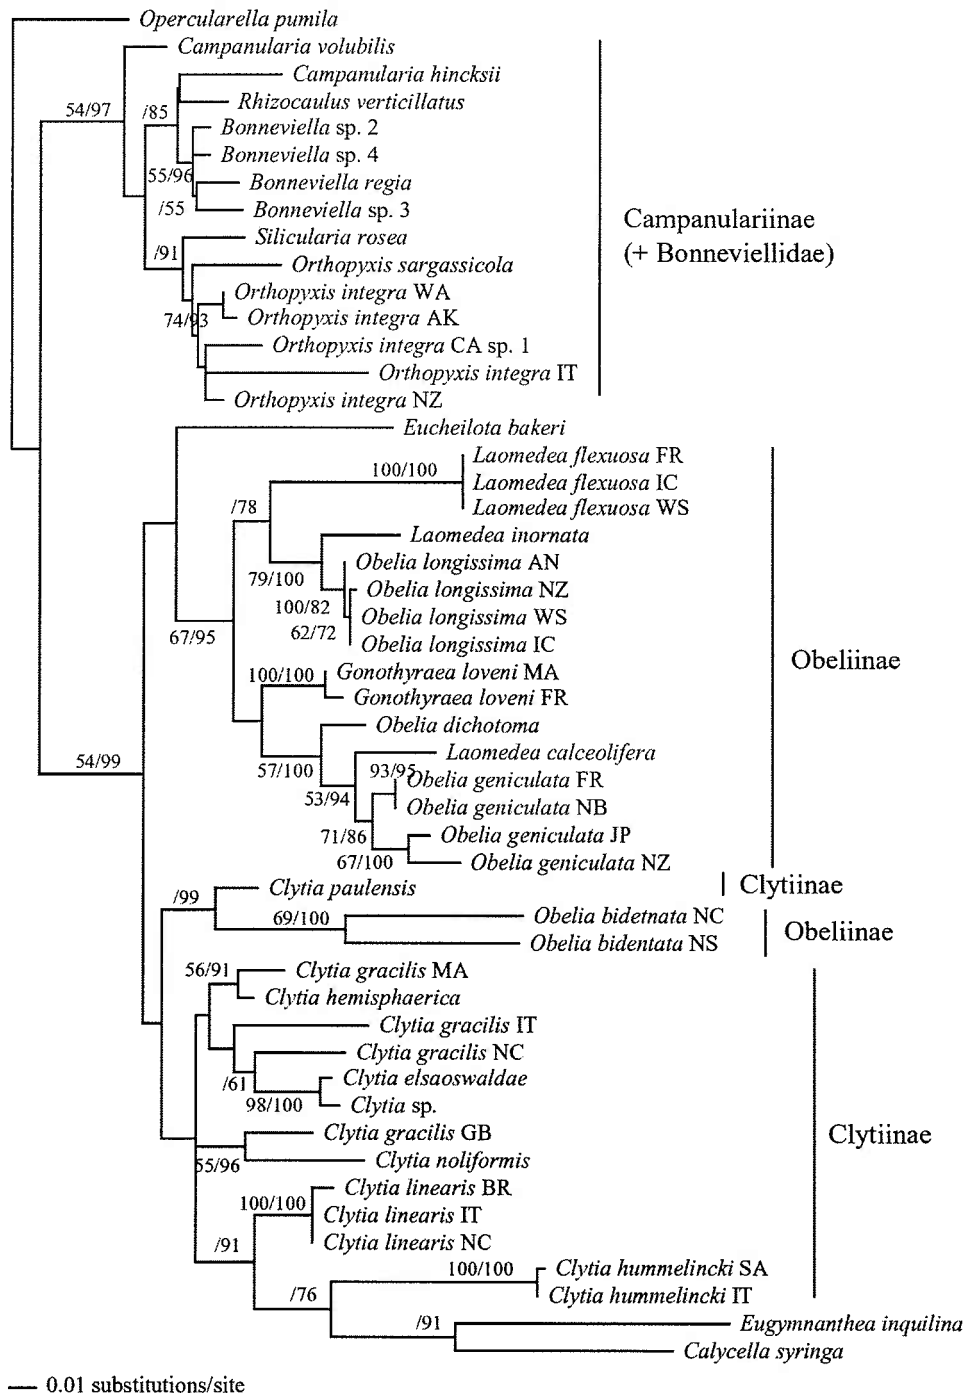 Opercularella pumila
Campanularia volubilis
Campanularia hincksii
54/97
/85
Rhizocaulus verticillatus
Bonneviella sp. 2
Bonneviella sp. 4
55/96
Bonneviella regia
/55
Bonneviella sp. 3
Campanulariinae
(+ Bonneviellidae)
Silicularia rosea
/91
Orthopyxis sargassicola
Orthopyxis integra WA
74/93
Orthopyxis integra AK
Orthopyxis integra CA sp. 1
Orthopyxis integra IT
Orthopyxis integra NZ
Eucheilota bakeri
Laomedea flexuosa FR
100/100
Laomedea flexuosa IC
/78
Laomedea flexuosa WS
Laomedea inornata
Obelia longissima AN
79/100
Obelia longissima NZ
100/82
Obelia longissima WS
62/72
67/95
Obelia longissima IC
Obeliinae
100/100
Gonothyraea loveni MA
Gonothyraea loveni FR
Obelia dichotoma
54/99
Laomedea calceolifera
57/100
93/95
Obelia geniculata FR
53/94
Obelia geniculata NB
71/86
Obelia geniculata JP
67/100
Obelia geniculata NZ
Clytia paulensis
Clytiinae
/99
69/100
Obelia bidetnata NC
Obeliinae
Obelia bidentata NS
56/91
Clytia gracilis MA
Clytia hemisphaerica
Clytia gracilis IT
Clytia gracilis NC
/61
Clytia elsaoswaldae
98/100
Clytia sp.
Clytia gracilis GB
Clytiinae
55/96
Clytia noliformis
Clytia linearis BR
100/100
Clytia linearis IT
/91
Clytia linearis NC
100/100
Clytia hummelincki SA
/76
Clytia hummelincki IT
/91
Eugymnanthea inquilina
Calycella syringa
0.01 substitutions/site